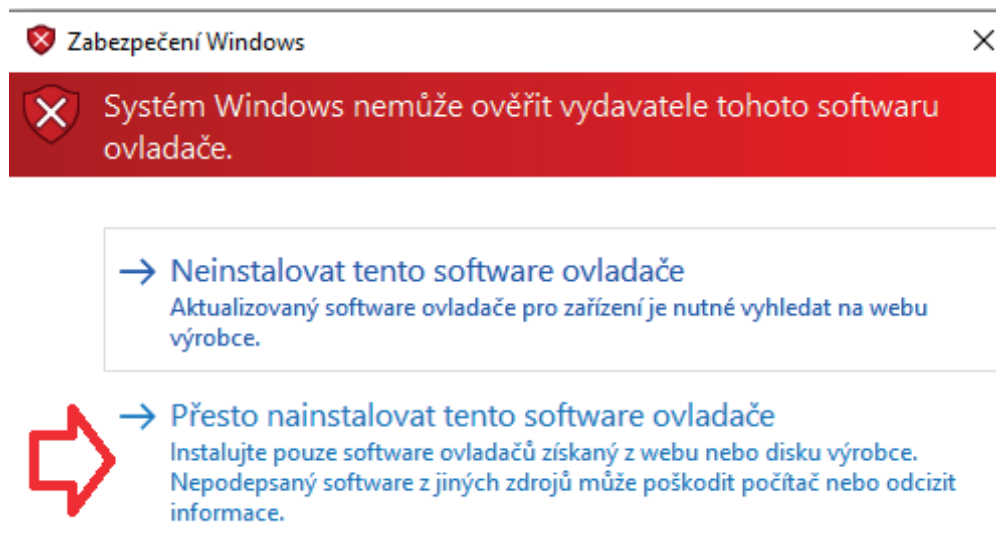 Zabezpečení Windows
Systém Windows nemůže ověřit vydavatele tohoto softwaru
ovladače.
Neinstalovat tento software ovladače
Aktualizovaný software ovladače pro zařízení je nutné vyhledat na webu
výrobce.
Přesto nainstalovat tento software ovladače
Instalujte pouze software ovladačů získaný z webu nebo disku výrobce.
Nepodepsaný software z jiných zdrojů může poškodit počítač nebo odcizit
informace.